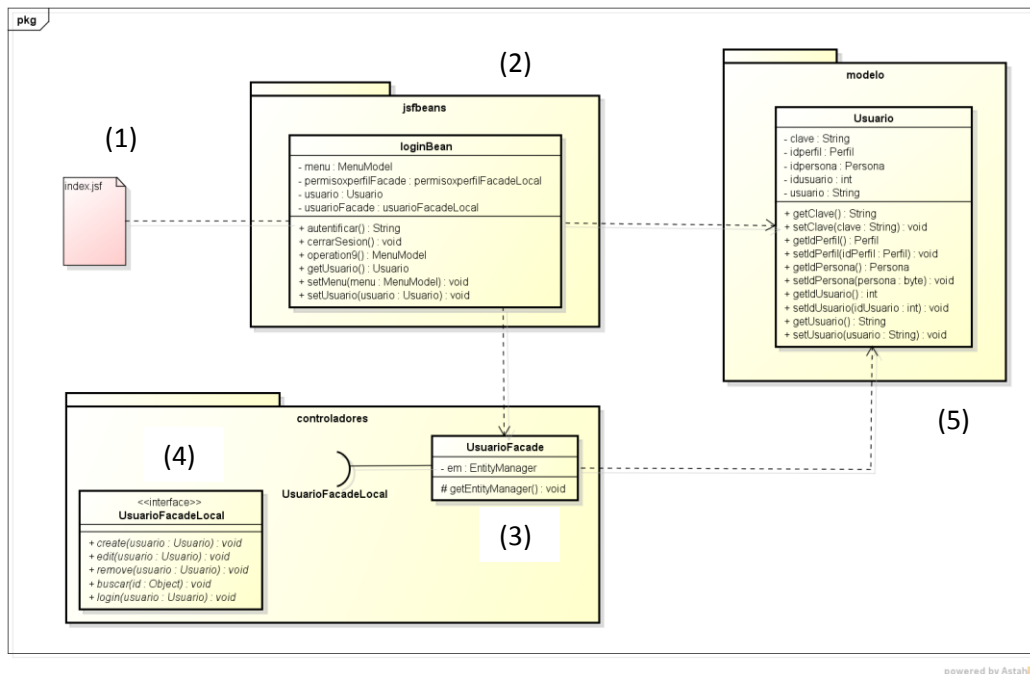 pkg
(1)
index.jsf
(2)
jsfbeans
loginBean
- menu : MenuModel
- permisoxperfilFacade : permisoxperfilFacadeLocal
- usuario : Usuario
- usuarioFacade : usuarioFacadeLocal
+ autentificar() : String
+ cerrarSesion() : void
+ operation9() : MenuModel
+ getUsuario() : Usuario
+ setMenu(menu : MenuModel) : void
+ setUsuario(usuario : Usuario) : void
modelo
Usuario
- clave : String
- idperfil : Perfil
- idpersona : Persona
- idusuario : int
- usuario : String
+ getClave() : String
+ setClave(clave : String) : void
+ getIdPerfil() : Perfil
+ setIdPerfil(idPerfil : Perfil) : void
+ getIdPersona() : Persona
+ setIdPersona(persona : byte) : void
+ getIdUsuario() : int
+ setIdUsuario(idUsuario : int) : void
+ getUsuario() : String
+ setUsuario(usuario : String) : void
(5)
controladores
(4)
<<interface>>
UsuarioFacadeLocal
+ create(usuario : Usuario) : void
+ edit(usuario : Usuario) : void
+ remove(usuario : Usuario) : void
+ buscar(id : Object) : void
+ login(usuario : Usuario) : void
UsuarioFacadeLocal
UsuarioFacade
- em : EntityManager
# getEntityManager() : void
(3)
powered by Astah